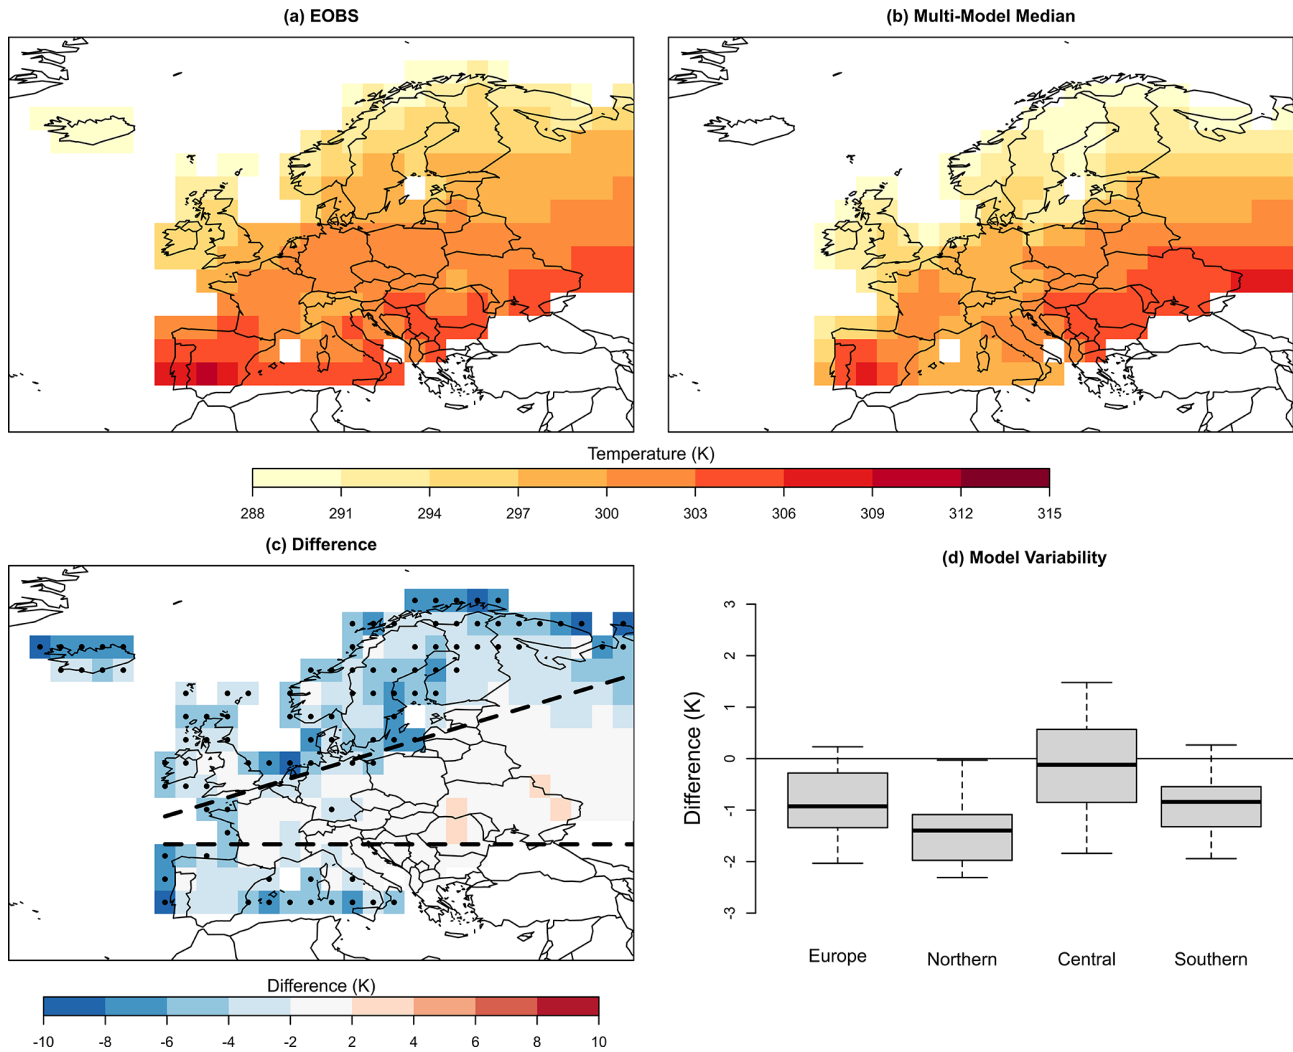 (a) EOBS
(b) Multi-Model Median
Temperature (K)
288 291 294 297 300 303 306 309 312 315
(c) Difference
(d) Model Variability
Difference (K)
3
2
1
0
-1
-2
-3
Europe Northern Central Southern
Difference (K)
-10 -8 -6 -4 -2 2 4 6 8 10